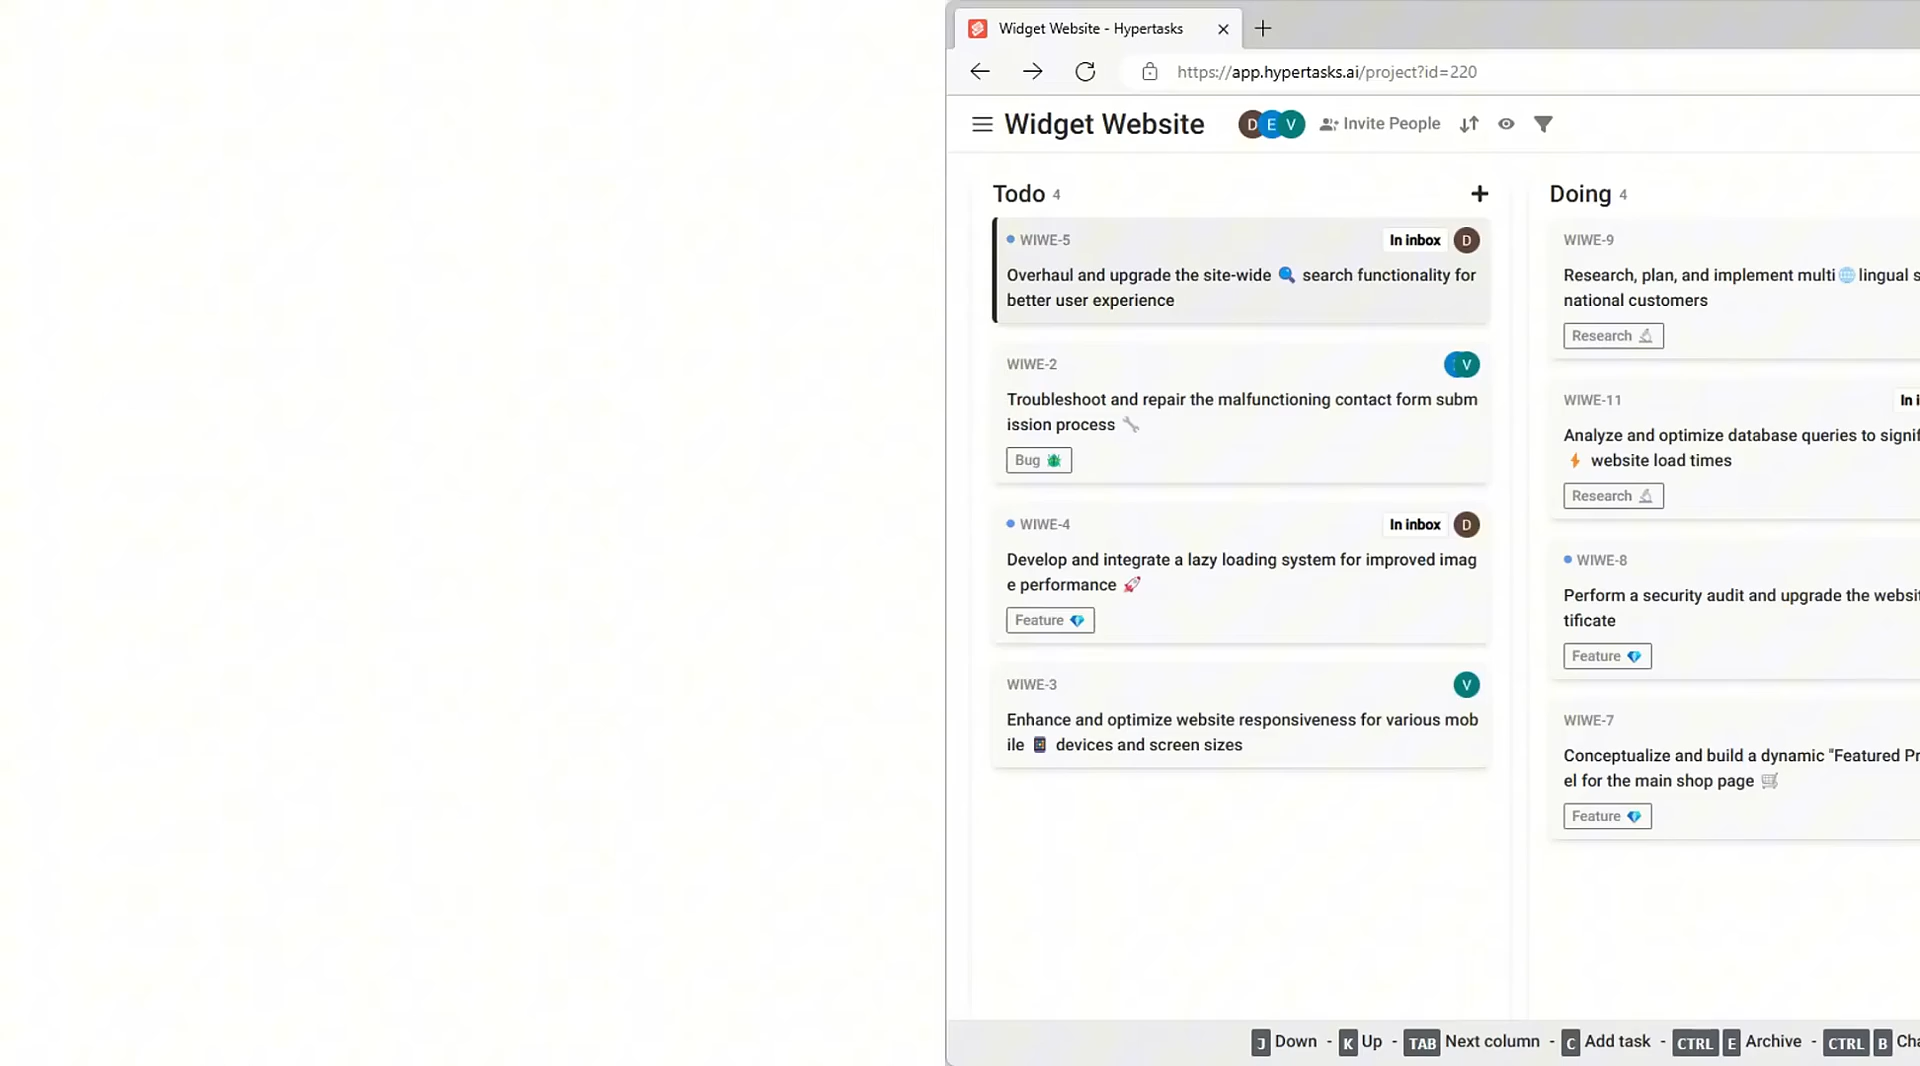 Widget Website - Hypertasks
https://app.hypertasks.ai/project?id=220
Widget Website
D E V
Invite People
Todo 4
WIWE-5
In inbox
D
Overhaul and upgrade the site-wide 🔍 search functionality for
better user experience
WIWE-2
V
Troubleshoot and repair the malfunctioning contact form subm
ission process 🔧
Bug 🪲
WIWE-4
In inbox
D
Develop and integrate a lazy loading system for improved imag
e performance 🚀
Feature 💎
WIWE-3
V
Enhance and optimize website responsiveness for various mob
ile 📱 devices and screen sizes
Doing 4
WIWE-9
Research, plan, and implement multi🌐lingual s
national customers
Research 🔬
WIWE-11
In i
Analyze and optimize database queries to signif
⚡ website load times
Research 🔬
WIWE-8
Perform a security audit and upgrade the websit
tificate
Feature 💎
WIWE-7
Conceptualize and build a dynamic "Featured Pr
el for the main shop page 🛒
Feature 💎
J Down - K Up - TAB Next column - C Add task - CTRL E Archive - CTRL B Cha